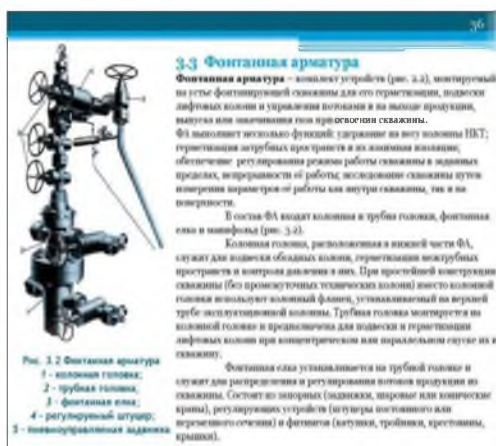 36
3.3 Фонтанная арматура
Фонтанная арматура – комплект устройств (рис. 2.2), монтируемый
на устье фонтанирующей скважины для его герметизации, подвески
лифтовых колонн и управления потоками и на выходе продукции,
выпуска или закачивания газа при освоении скважины.
ФА выполняет несколько функций: удержание на весу колонны НКТ;
герметизация затрубных пространств и их взаимная изоляция;
обеспечение регулирования режима работы скважины в заданных
пределах, непрерывности её работы; исследование скважины путем
измерения параметров её работы как внутри скважины, так и на
поверхности.
В состав ФА входят колонная и трубна головки, фонтанная
елка и манифольд (рис. 3.2).
Колонная головка, расположенная в нижней части ФА,
служит для подвески обсадных колонн, герметизации межтрубных
пространств и контроля давления в них. При простейшей конструкции
скважины (без промежуточных технических колонн) вместо колонной
головки используют колонный фланец, устанавливаемый на верхней
трубе эксплуатационной колонны. Трубная головка монтируется на
колонной головке и предназначена для подвески и герметизации
лифтовых колонн при концентрическом или параллельном спуске их в
скважину.
Фонтанная елка устанавливается на трубной головке и
служит для распределения и регулирования потоков продукции из
скважины. Состоит из запорных (задвижки, шаровые или конические
краны), регулирующих устройств (штуцеры постоянного или
переменного сечения) и фитингов (катушки, тройники, крестовины,
крышки).
Рис. 3.2 Фонтанная арматура
1 - колонная головка;
2 - трубная головка;
3 - фонтанная елка;
4 - регулируемый штуцер;
5 - пневмоуправляемая задвижка